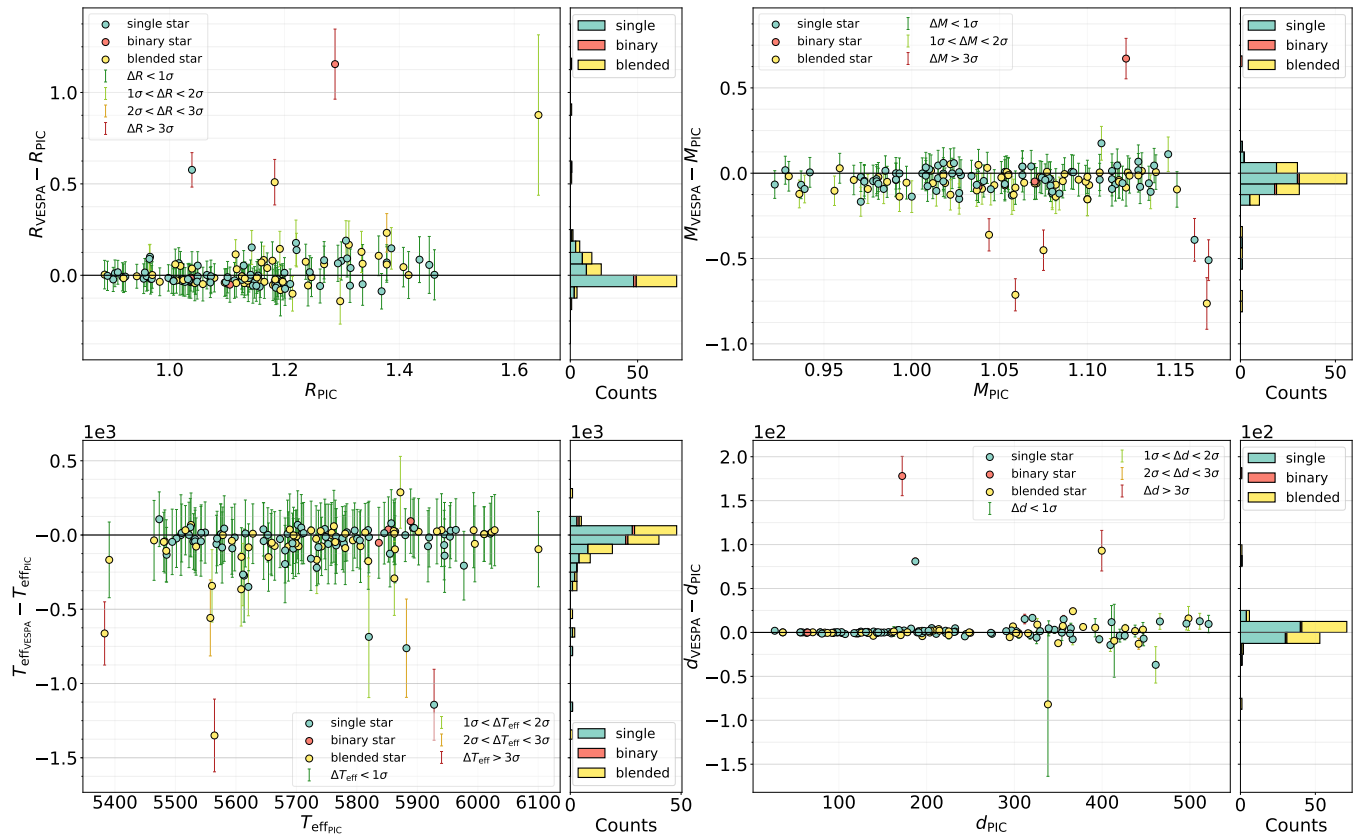 single star
binary star
blended star
ΔR < 1σ
1σ < ΔR < 2σ
2σ < ΔR < 3σ
ΔR > 3σ
1.0
0.5
0.0
R_VESPA − R_PIC
1.0 1.2 1.4 1.6
R_PIC
single
binary
blended
0 50
Counts
single star
binary star
blended star
ΔM < 1σ
1σ < ΔM < 2σ
ΔM > 3σ
0.5
0.0
−0.5
−1.0
M_VESPA − M_PIC
0.95 1.00 1.05 1.10 1.15
M_PIC
single
binary
blended
0 50
Counts
1e3
0.5
−0.0
−0.5
−1.0
−1.5
T_eff_VESPA − T_eff_PIC
single star
binary star
blended star
ΔT_eff < 1σ
1σ < ΔT_eff < 2σ
2σ < ΔT_eff < 3σ
ΔT_eff > 3σ
5400 5500 5600 5700 5800 5900 6000 6100
T_eff_PIC
1e3
single
binary
blended
0 50
Counts
1e2
2.0
1.5
1.0
0.5
0.0
−0.5
−1.0
−1.5
d_VESPA − d_PIC
single star
binary star
blended star
Δd < 1σ
1σ < Δd < 2σ
2σ < Δd < 3σ
Δd > 3σ
0 100 200 300 400 500
d_PIC
1e2
single
binary
blended
0 50
Counts